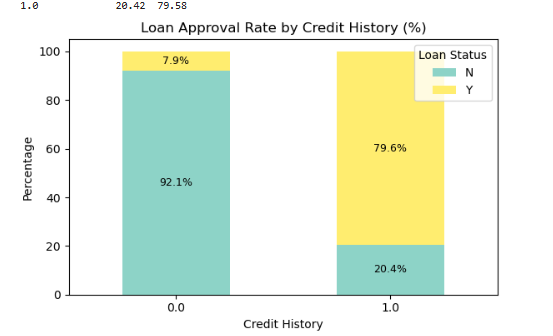 1.0 20.42 79.58
Loan Approval Rate by Credit History (%)
100
80
60
40
20
0
Percentage
7.9%
92.1%
79.6%
20.4%
Loan Status
N
Y
0.0
1.0
Credit History